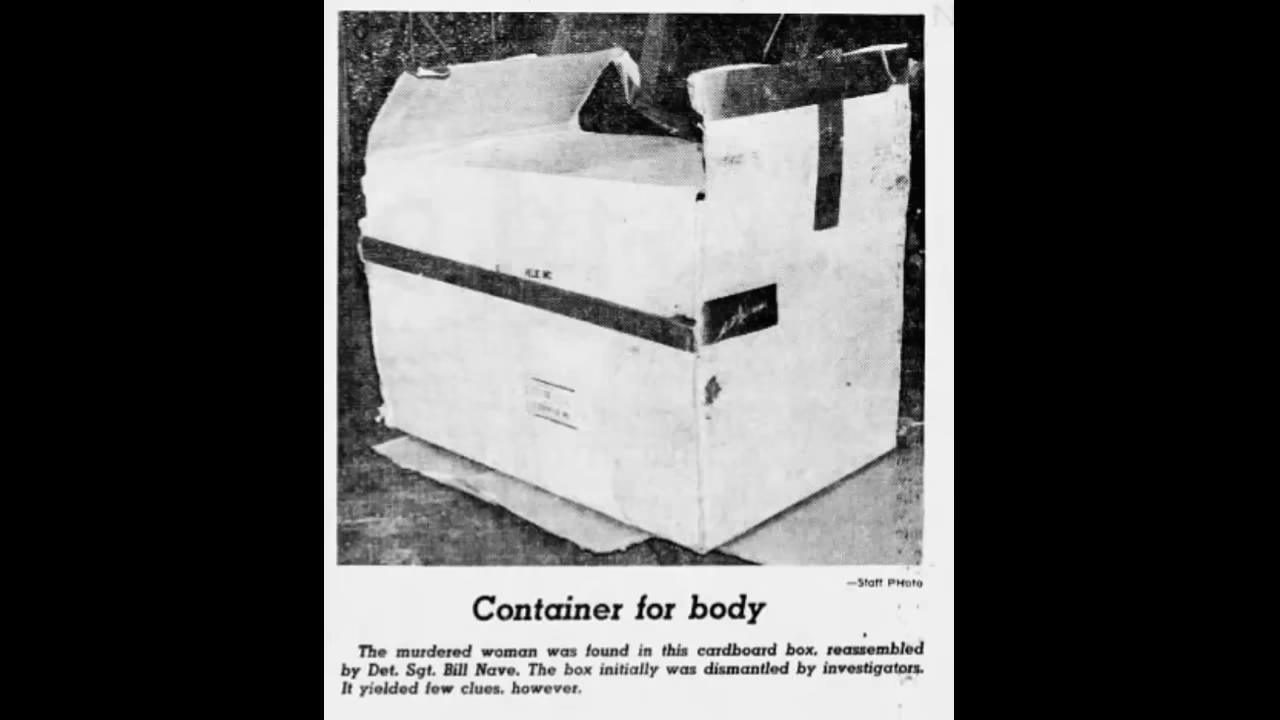 —Staff PHoto
Container for body
The murdered woman was found in this cardboard box, reassembled
by Det. Sgt. Bill Nave. The box initially was dismantled by investigators.
It yielded few clues, however.